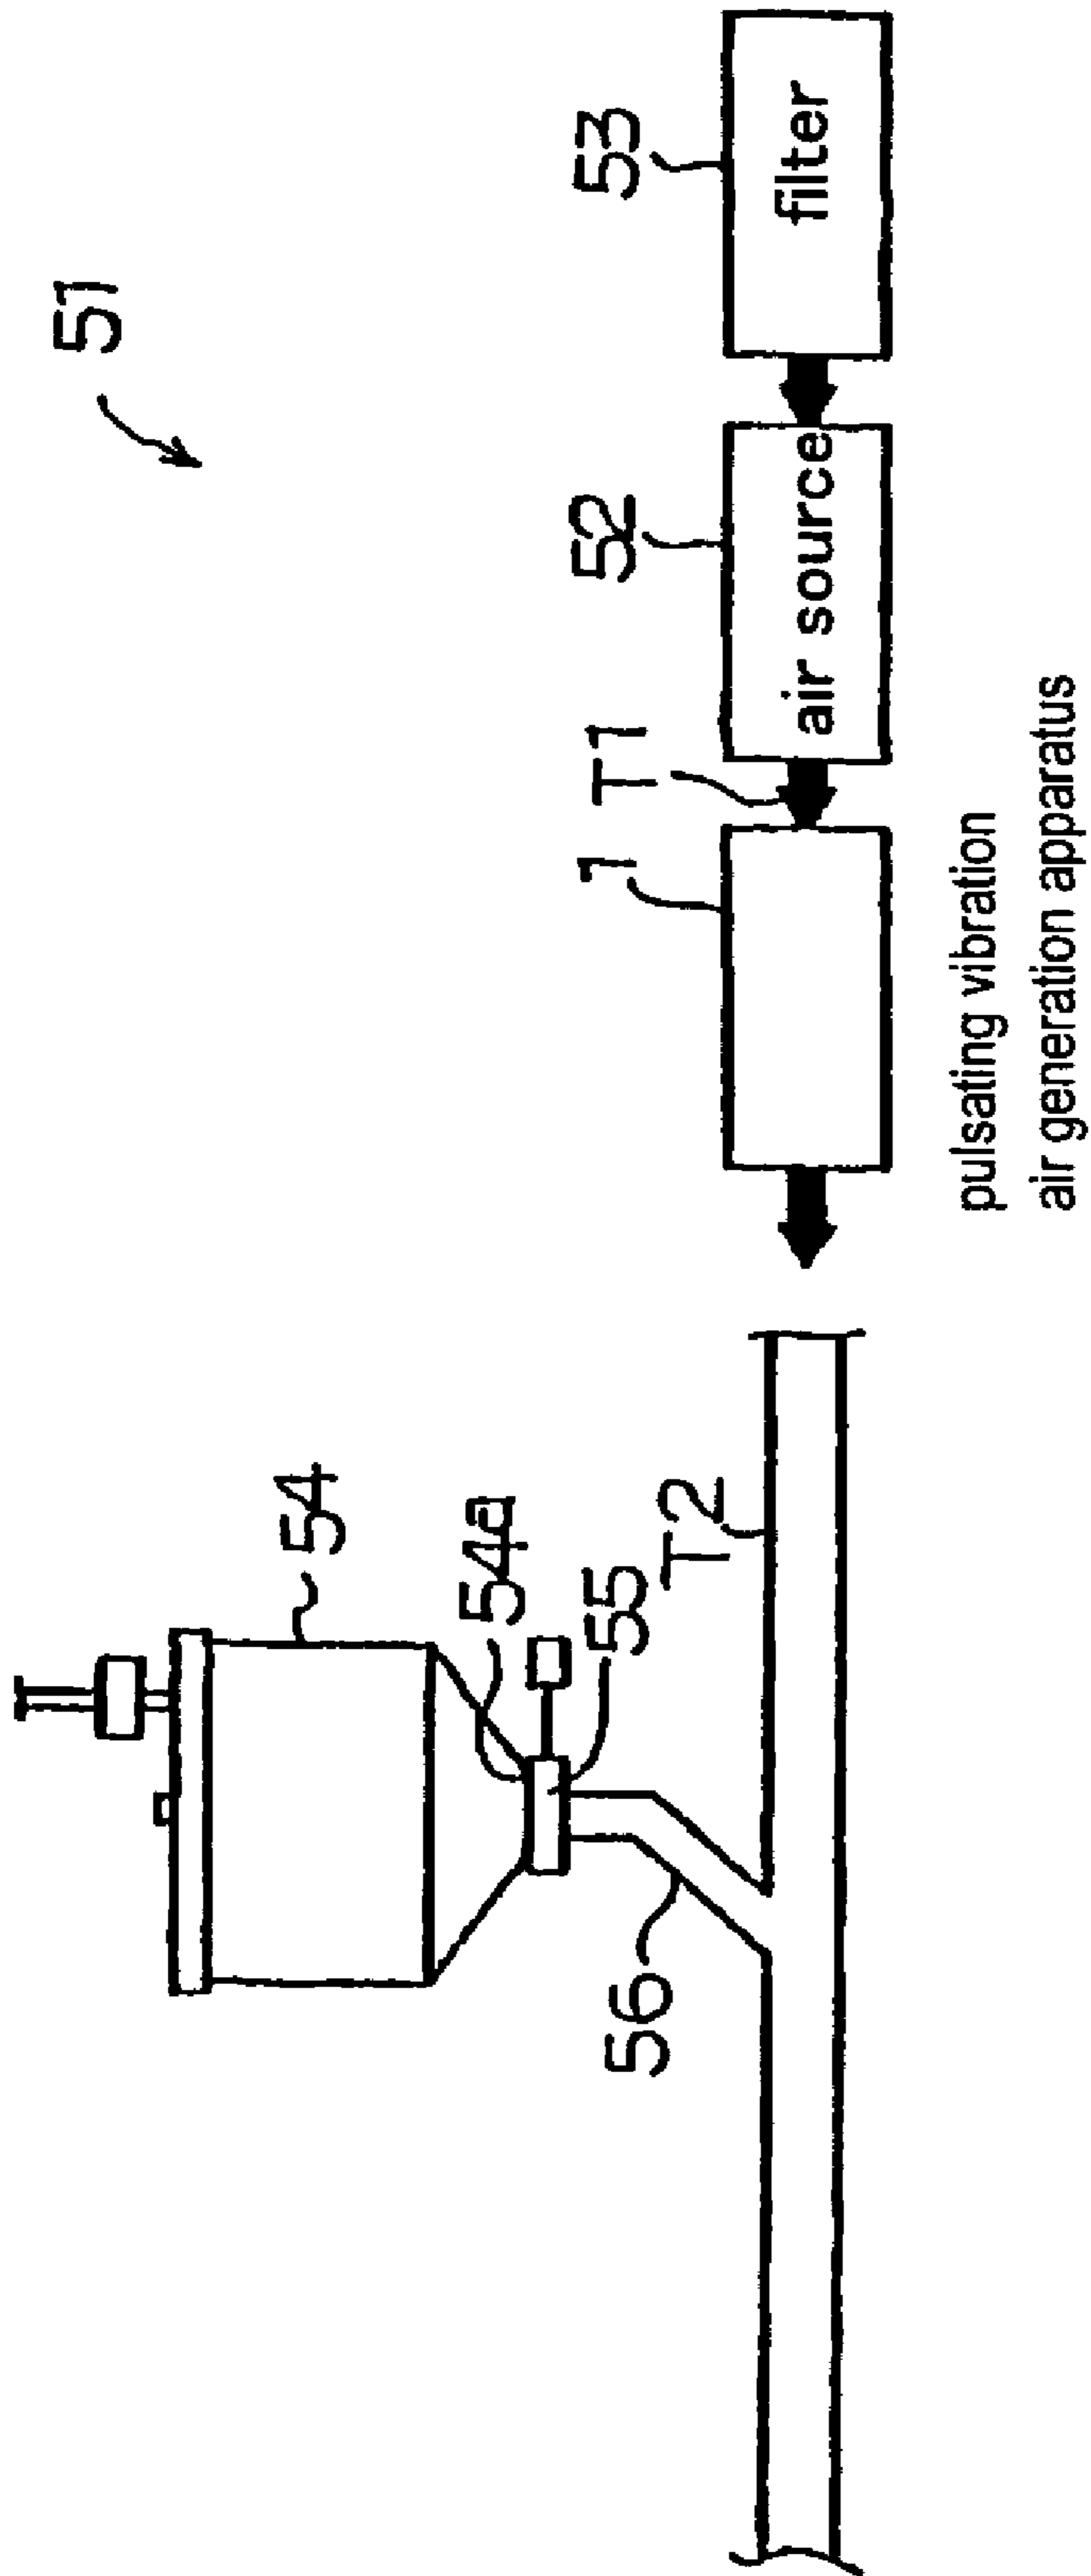 51
54
54a
55
T2
56
1
T1
52
air source
53
filter
pulsating vibration
air generation apparatus